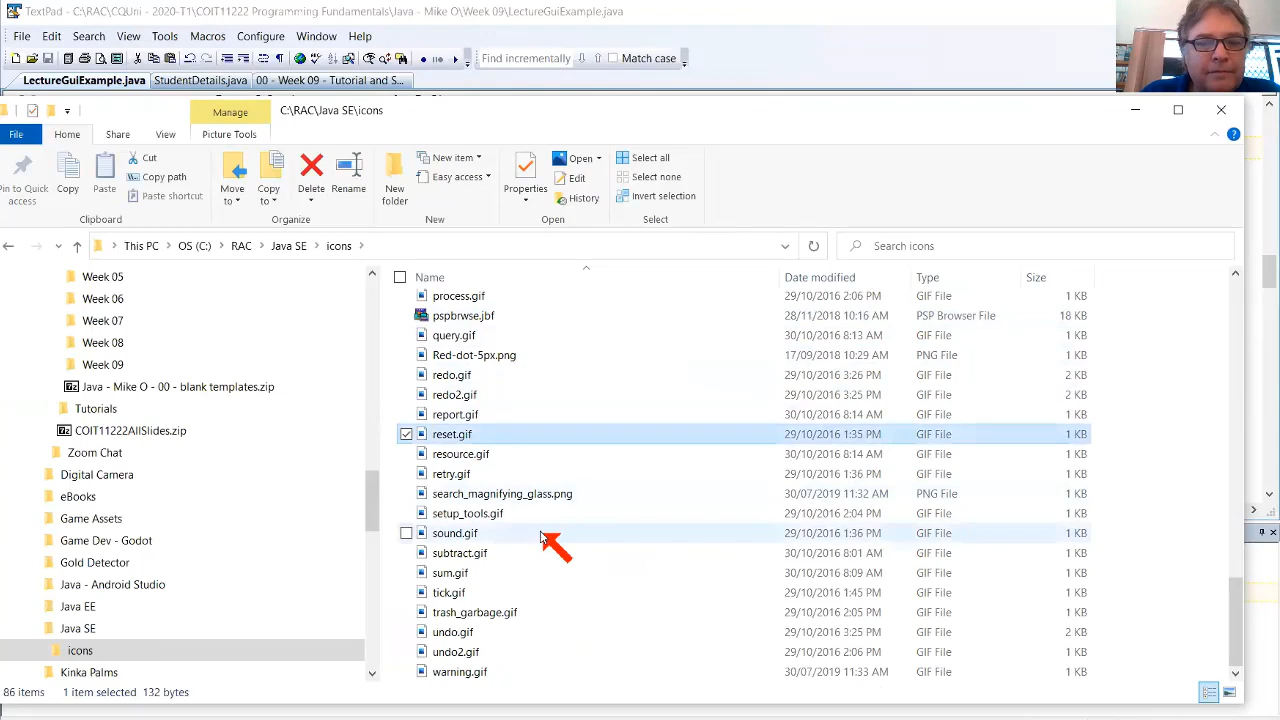 TextPad - C:\RAC\CQUni - 2020-T1\COIT11222 Programming Fundamentals\Java - Mike O\Week 09\LectureGuiExample.java
File Edit Search View Tools Macros Configure Window Help
Find incrementally Match case
LectureGuiExample.java StudentDetails.java 00 - Week 09 - Tutorial and S...
Manage C:\RAC\Java SE\icons
File Home Share View Picture Tools
Pin to Quick access
Copy
Paste
Cut
Copy path
Paste shortcut
Clipboard
Move to
Copy to
Delete
Rename
Organize
New folder
New item
Easy access
New
Properties
Open
Edit
History
Open
Select all
Select none
Invert selection
Select
This PC OS (C:) RAC Java SE icons
Search icons
Week 05
Week 06
Week 07
Week 08
Week 09
Java - Mike O - 00 - blank templates.zip
Tutorials
COIT11222AllSlides.zip
Zoom Chat
Digital Camera
eBooks
Game Assets
Game Dev - Godot
Gold Detector
Java - Android Studio
Java EE
Java SE
icons
Kinka Palms
Name Date modified Type Size
process.gif 29/10/2016 2:06 PM GIF File 1 KB
pspbrwse.jbf 28/11/2018 10:16 AM PSP Browser File 18 KB
query.gif 30/10/2016 8:13 AM GIF File 1 KB
Red-dot-5px.png 17/09/2018 10:29 AM PNG File 1 KB
redo.gif 29/10/2016 3:26 PM GIF File 2 KB
redo2.gif 29/10/2016 3:25 PM GIF File 2 KB
report.gif 30/10/2016 8:14 AM GIF File 1 KB
reset.gif 29/10/2016 1:35 PM GIF File 1 KB
resource.gif 30/10/2016 8:14 AM GIF File 1 KB
retry.gif 29/10/2016 1:36 PM GIF File 1 KB
search_magnifying_glass.png 30/07/2019 11:32 AM PNG File 1 KB
setup_tools.gif 29/10/2016 2:04 PM GIF File 1 KB
sound.gif 29/10/2016 1:36 PM GIF File 1 KB
subtract.gif 30/10/2016 8:01 AM GIF File 1 KB
sum.gif 30/10/2016 8:09 AM GIF File 1 KB
tick.gif 29/10/2016 1:45 PM GIF File 1 KB
trash_garbage.gif 29/10/2016 2:05 PM GIF File 1 KB
undo.gif 29/10/2016 3:25 PM GIF File 2 KB
undo2.gif 29/10/2016 2:06 PM GIF File 1 KB
warning.gif 30/07/2019 11:33 AM GIF File 1 KB
86 items 1 item selected 132 bytes